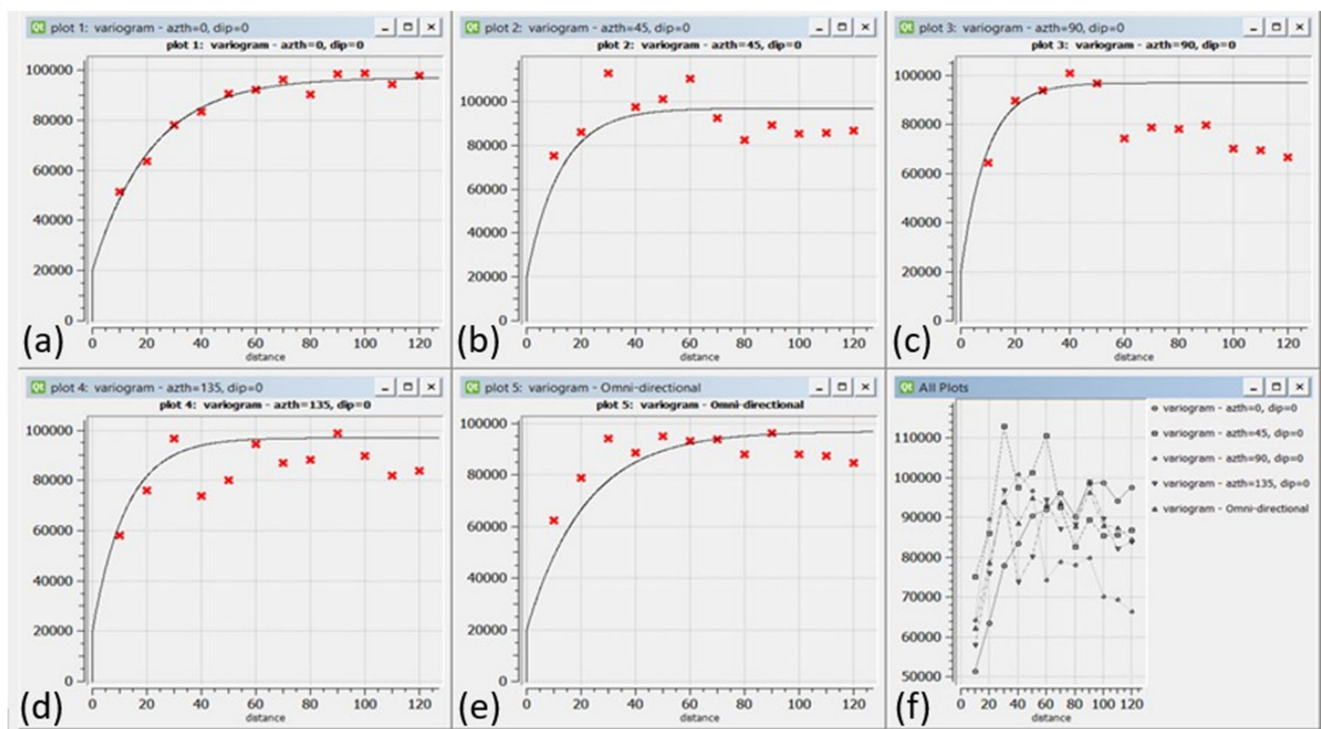 Qt plot 1: variogram - azth=0, dip=0
plot 1: variogram - azth=0, dip=0
100000
80000
60000
40000
20000
0
0 20 40 60 80 100 120
distance
(a)
Qt plot 2: variogram - azth=45, dip=0
plot 2: variogram - azth=45, dip=0
100000
80000
60000
40000
20000
0
0 20 40 60 80 100 120
distance
(b)
Qt plot 3: variogram - azth=90, dip=0
plot 3: variogram - azth=90, dip=0
100000
80000
60000
40000
20000
0
0 20 40 60 80 100 120
distance
(c)
Qt plot 4: variogram - azth=135, dip=0
plot 4: variogram - azth=135, dip=0
100000
80000
60000
40000
20000
0
0 20 40 60 80 100 120
distance
(d)
Qt plot 5: variogram - Omni-directional
plot 5: variogram - Omni-directional
100000
80000
60000
40000
20000
0
0 20 40 60 80 100 120
distance
(e)
Qt All Plots
110000
100000
90000
80000
70000
60000
50000
0 20 40 60 80 100 120
distance
variogram - azth=0, dip=0
variogram - azth=45, dip=0
variogram - azth=90, dip=0
variogram - azth=135, dip=0
variogram - Omni-directional
(f)